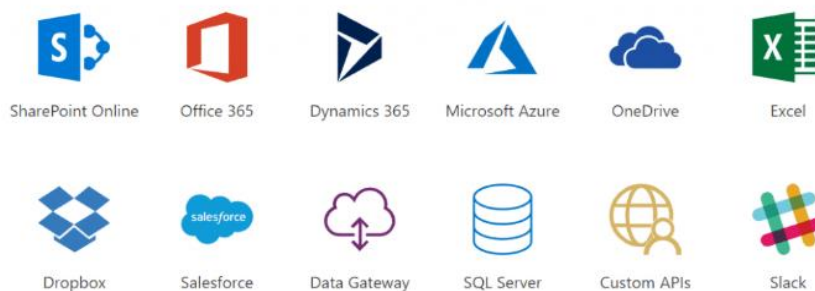 S
X
SharePoint Online Office 365 Dynamics 365 Microsoft Azure OneDrive Excel
salesforce
Dropbox Salesforce Data Gateway SQL Server Custom APIs Slack